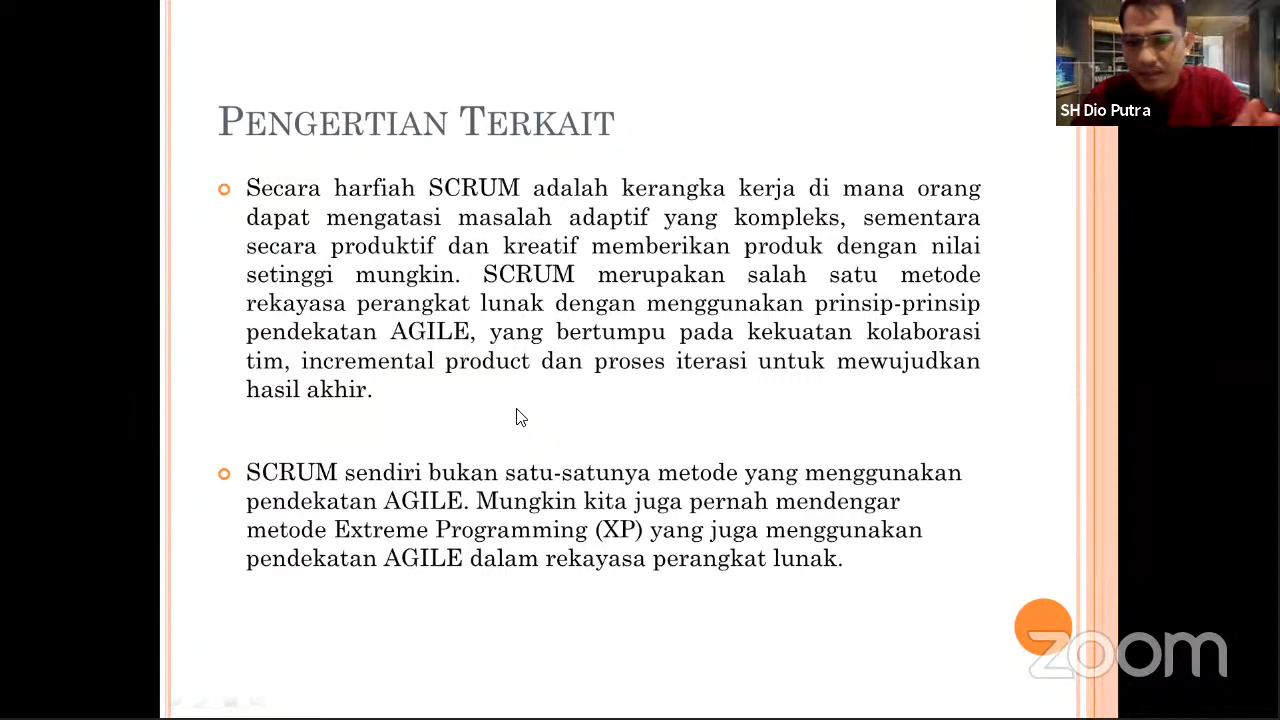 PENGERTIAN TERKAIT
Secara harfiah SCRUM adalah kerangka kerja di mana orang
dapat mengatasi masalah adaptif yang kompleks, sementara
secara produktif dan kreatif memberikan produk dengan nilai
setinggi mungkin. SCRUM merupakan salah satu metode
rekayasa perangkat lunak dengan menggunakan prinsip-prinsip
pendekatan AGILE, yang bertumpu pada kekuatan kolaborasi
tim, incremental product dan proses iterasi untuk mewujudkan
hasil akhir.
SCRUM sendiri bukan satu-satunya metode yang menggunakan
pendekatan AGILE. Mungkin kita juga pernah mendengar
metode Extreme Programming (XP) yang juga menggunakan
pendekatan AGILE dalam rekayasa perangkat lunak.
SH Dio Putra
zoom